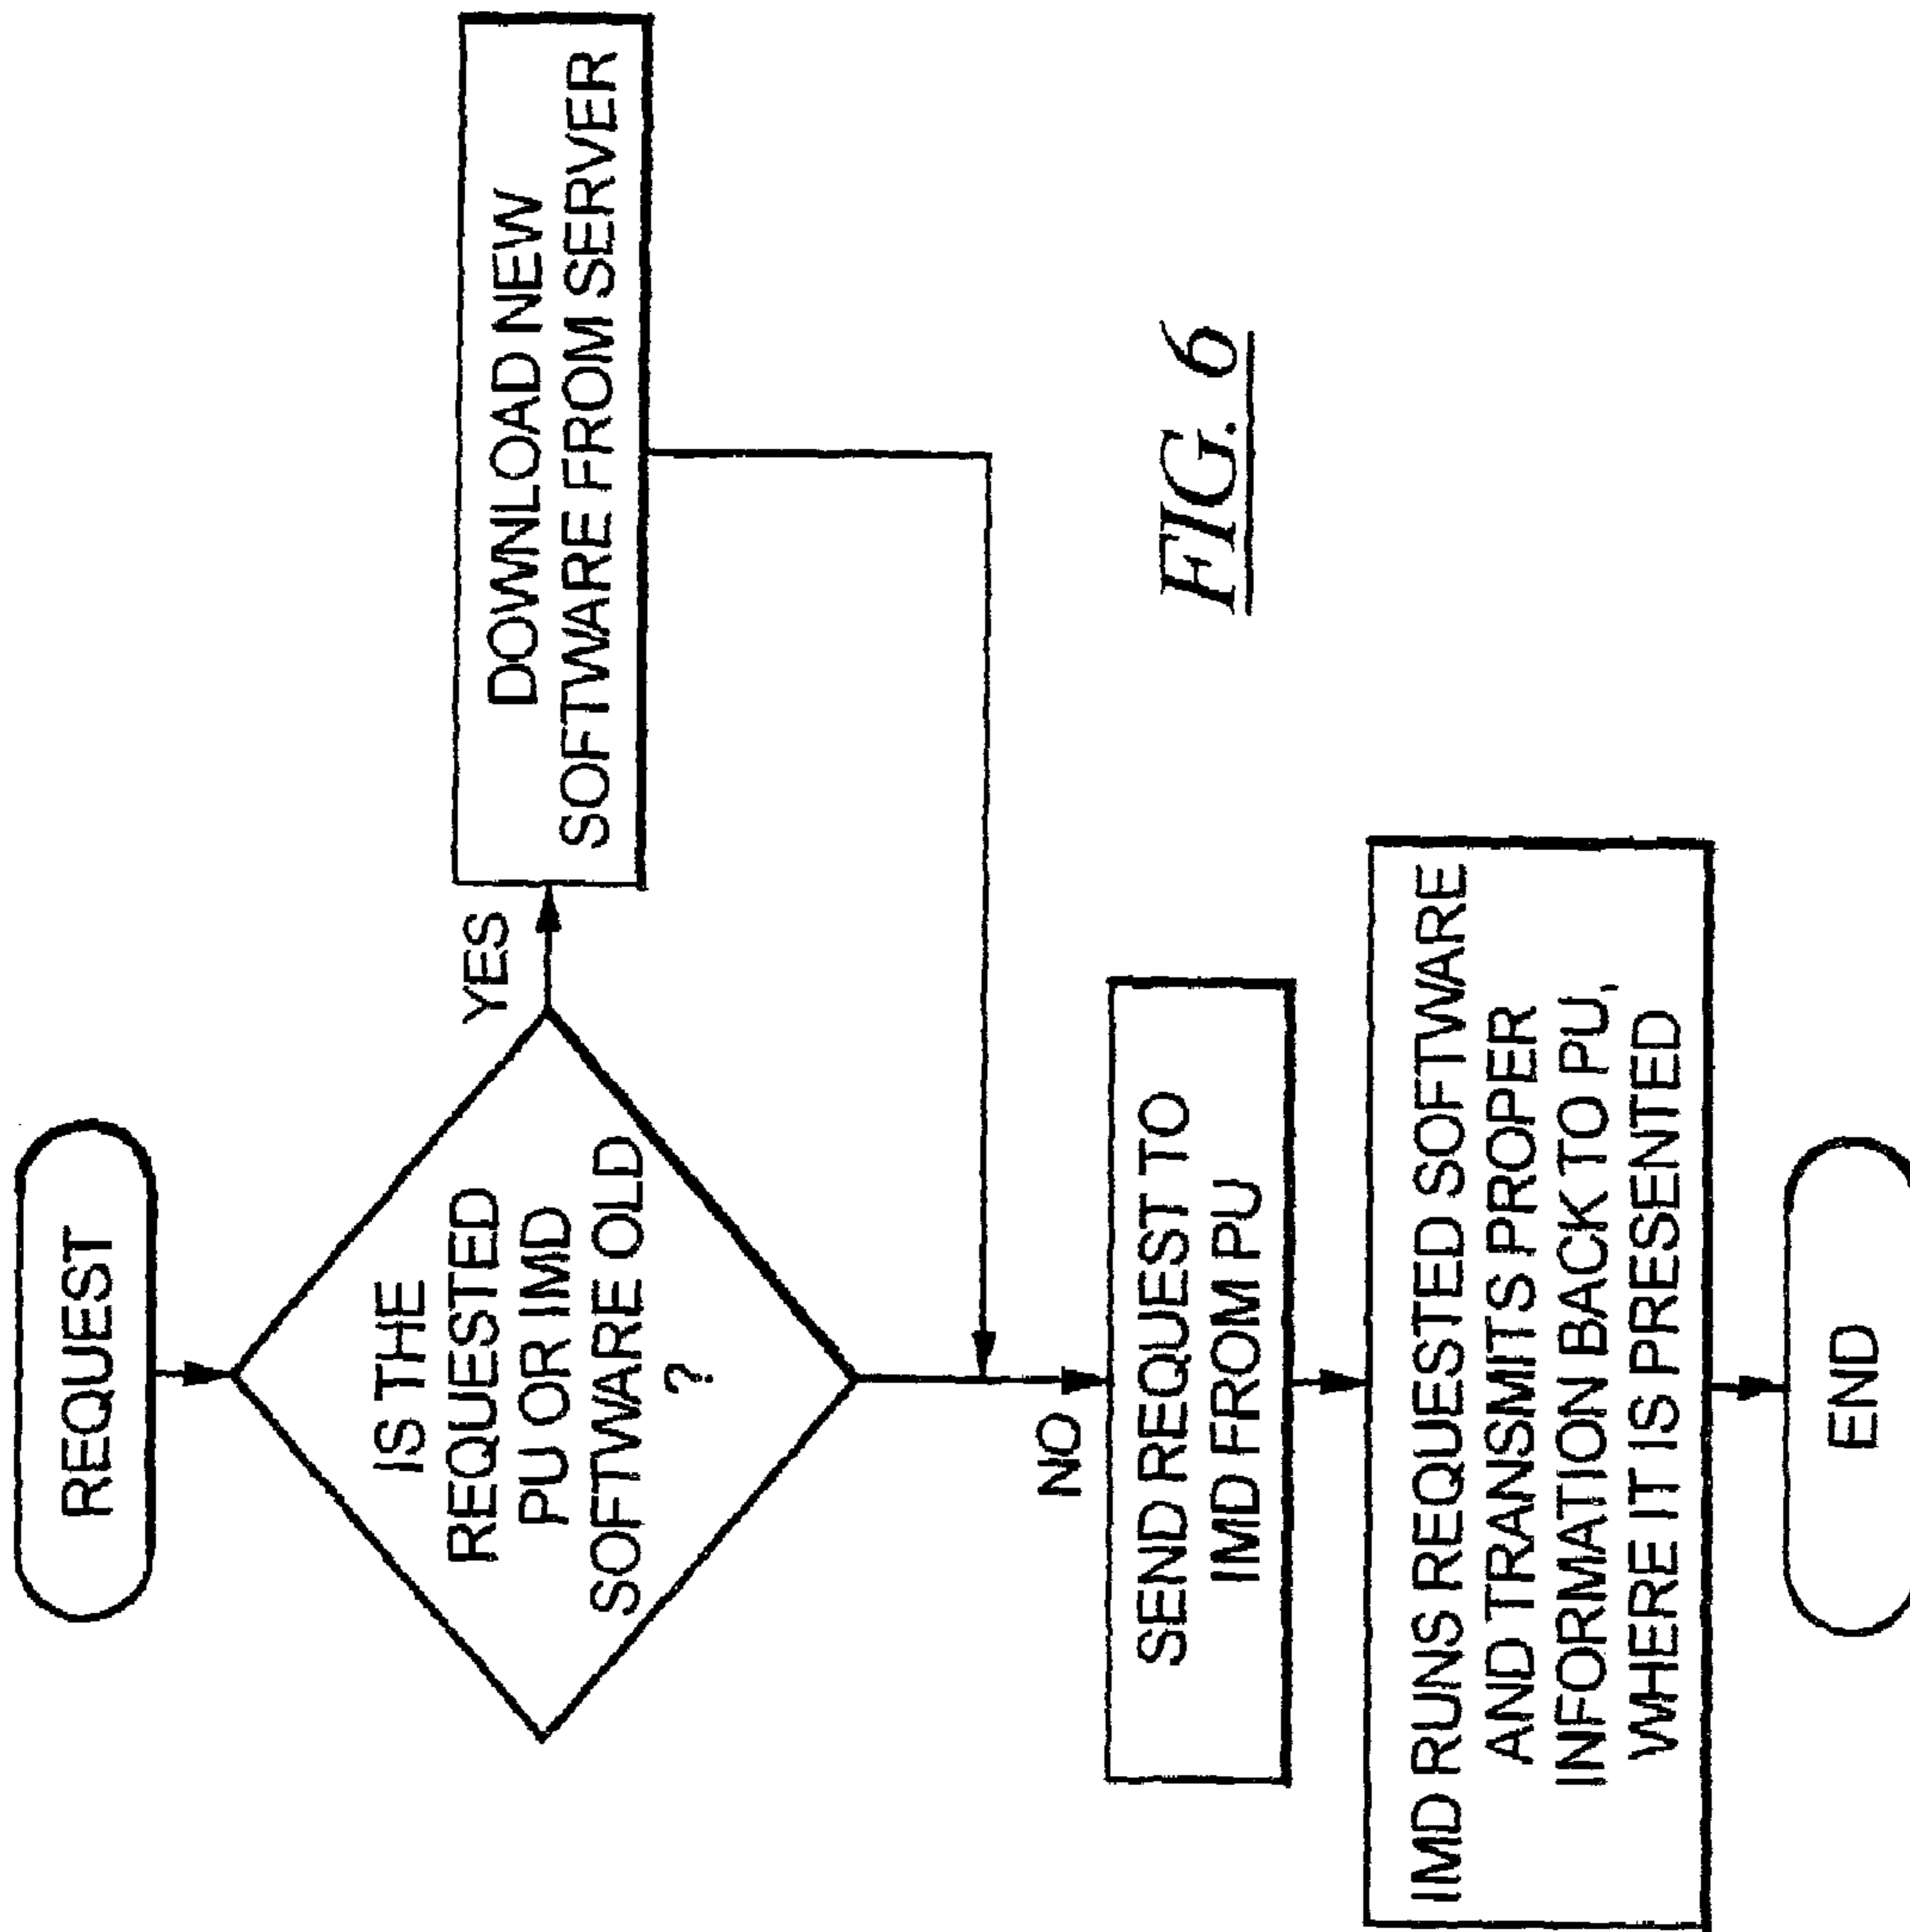 REQUEST
IS THE
REQUESTED
PU OR IMD
SOFTWARE OLD
?
YES
DOWNLOAD NEW
SOFTWARE FROM SERVER
NO
SEND REQUEST TO
IMD FROM PU
IMD RUNS REQUESTED SOFTWARE
AND TRANSMITS PROPER
INFORMATION BACK TO PU,
WHERE IT IS PRESENTED
END
FIG. 6